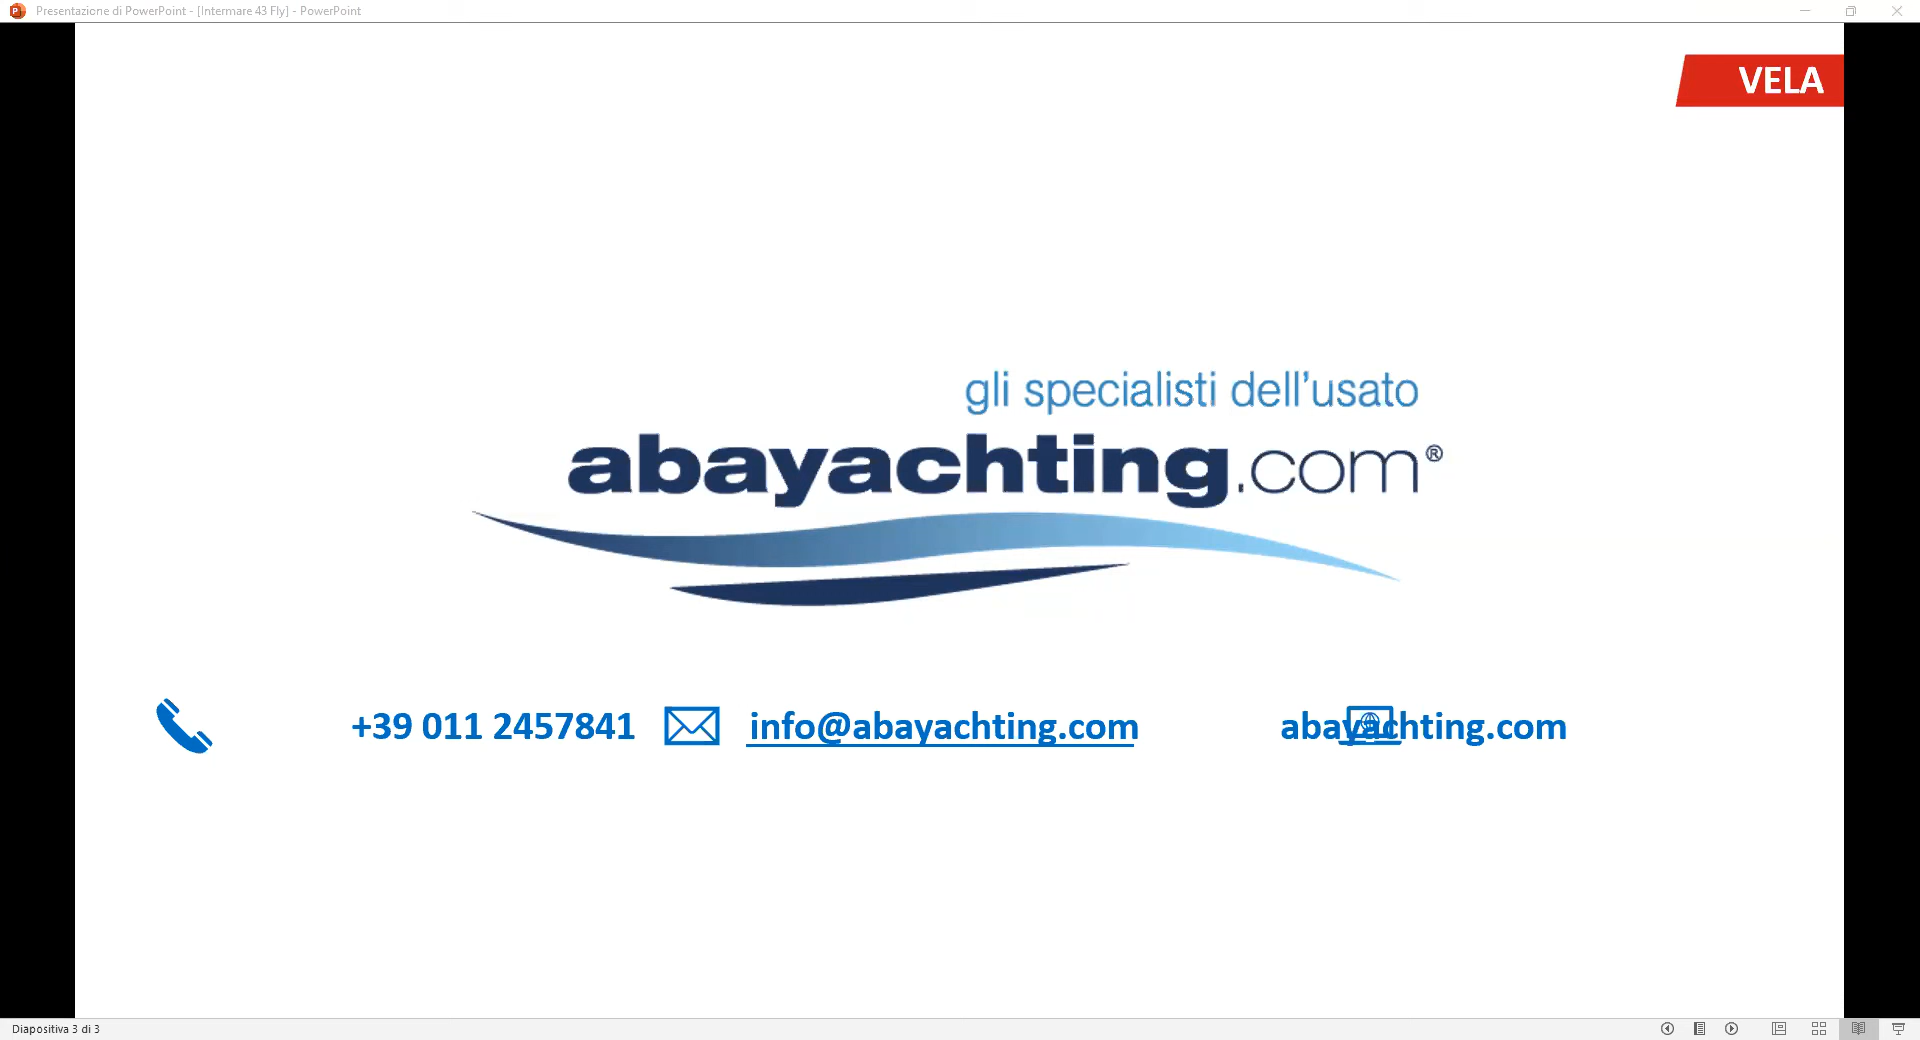 Presentazione di PowerPoint - [Intermare 43 Fly] - PowerPoint
VELA
gli specialisti dell'usato
abayachting.com®
+39 011 2457841 info@abayachting.com abayachting.com
Diapositiva 3 di 3